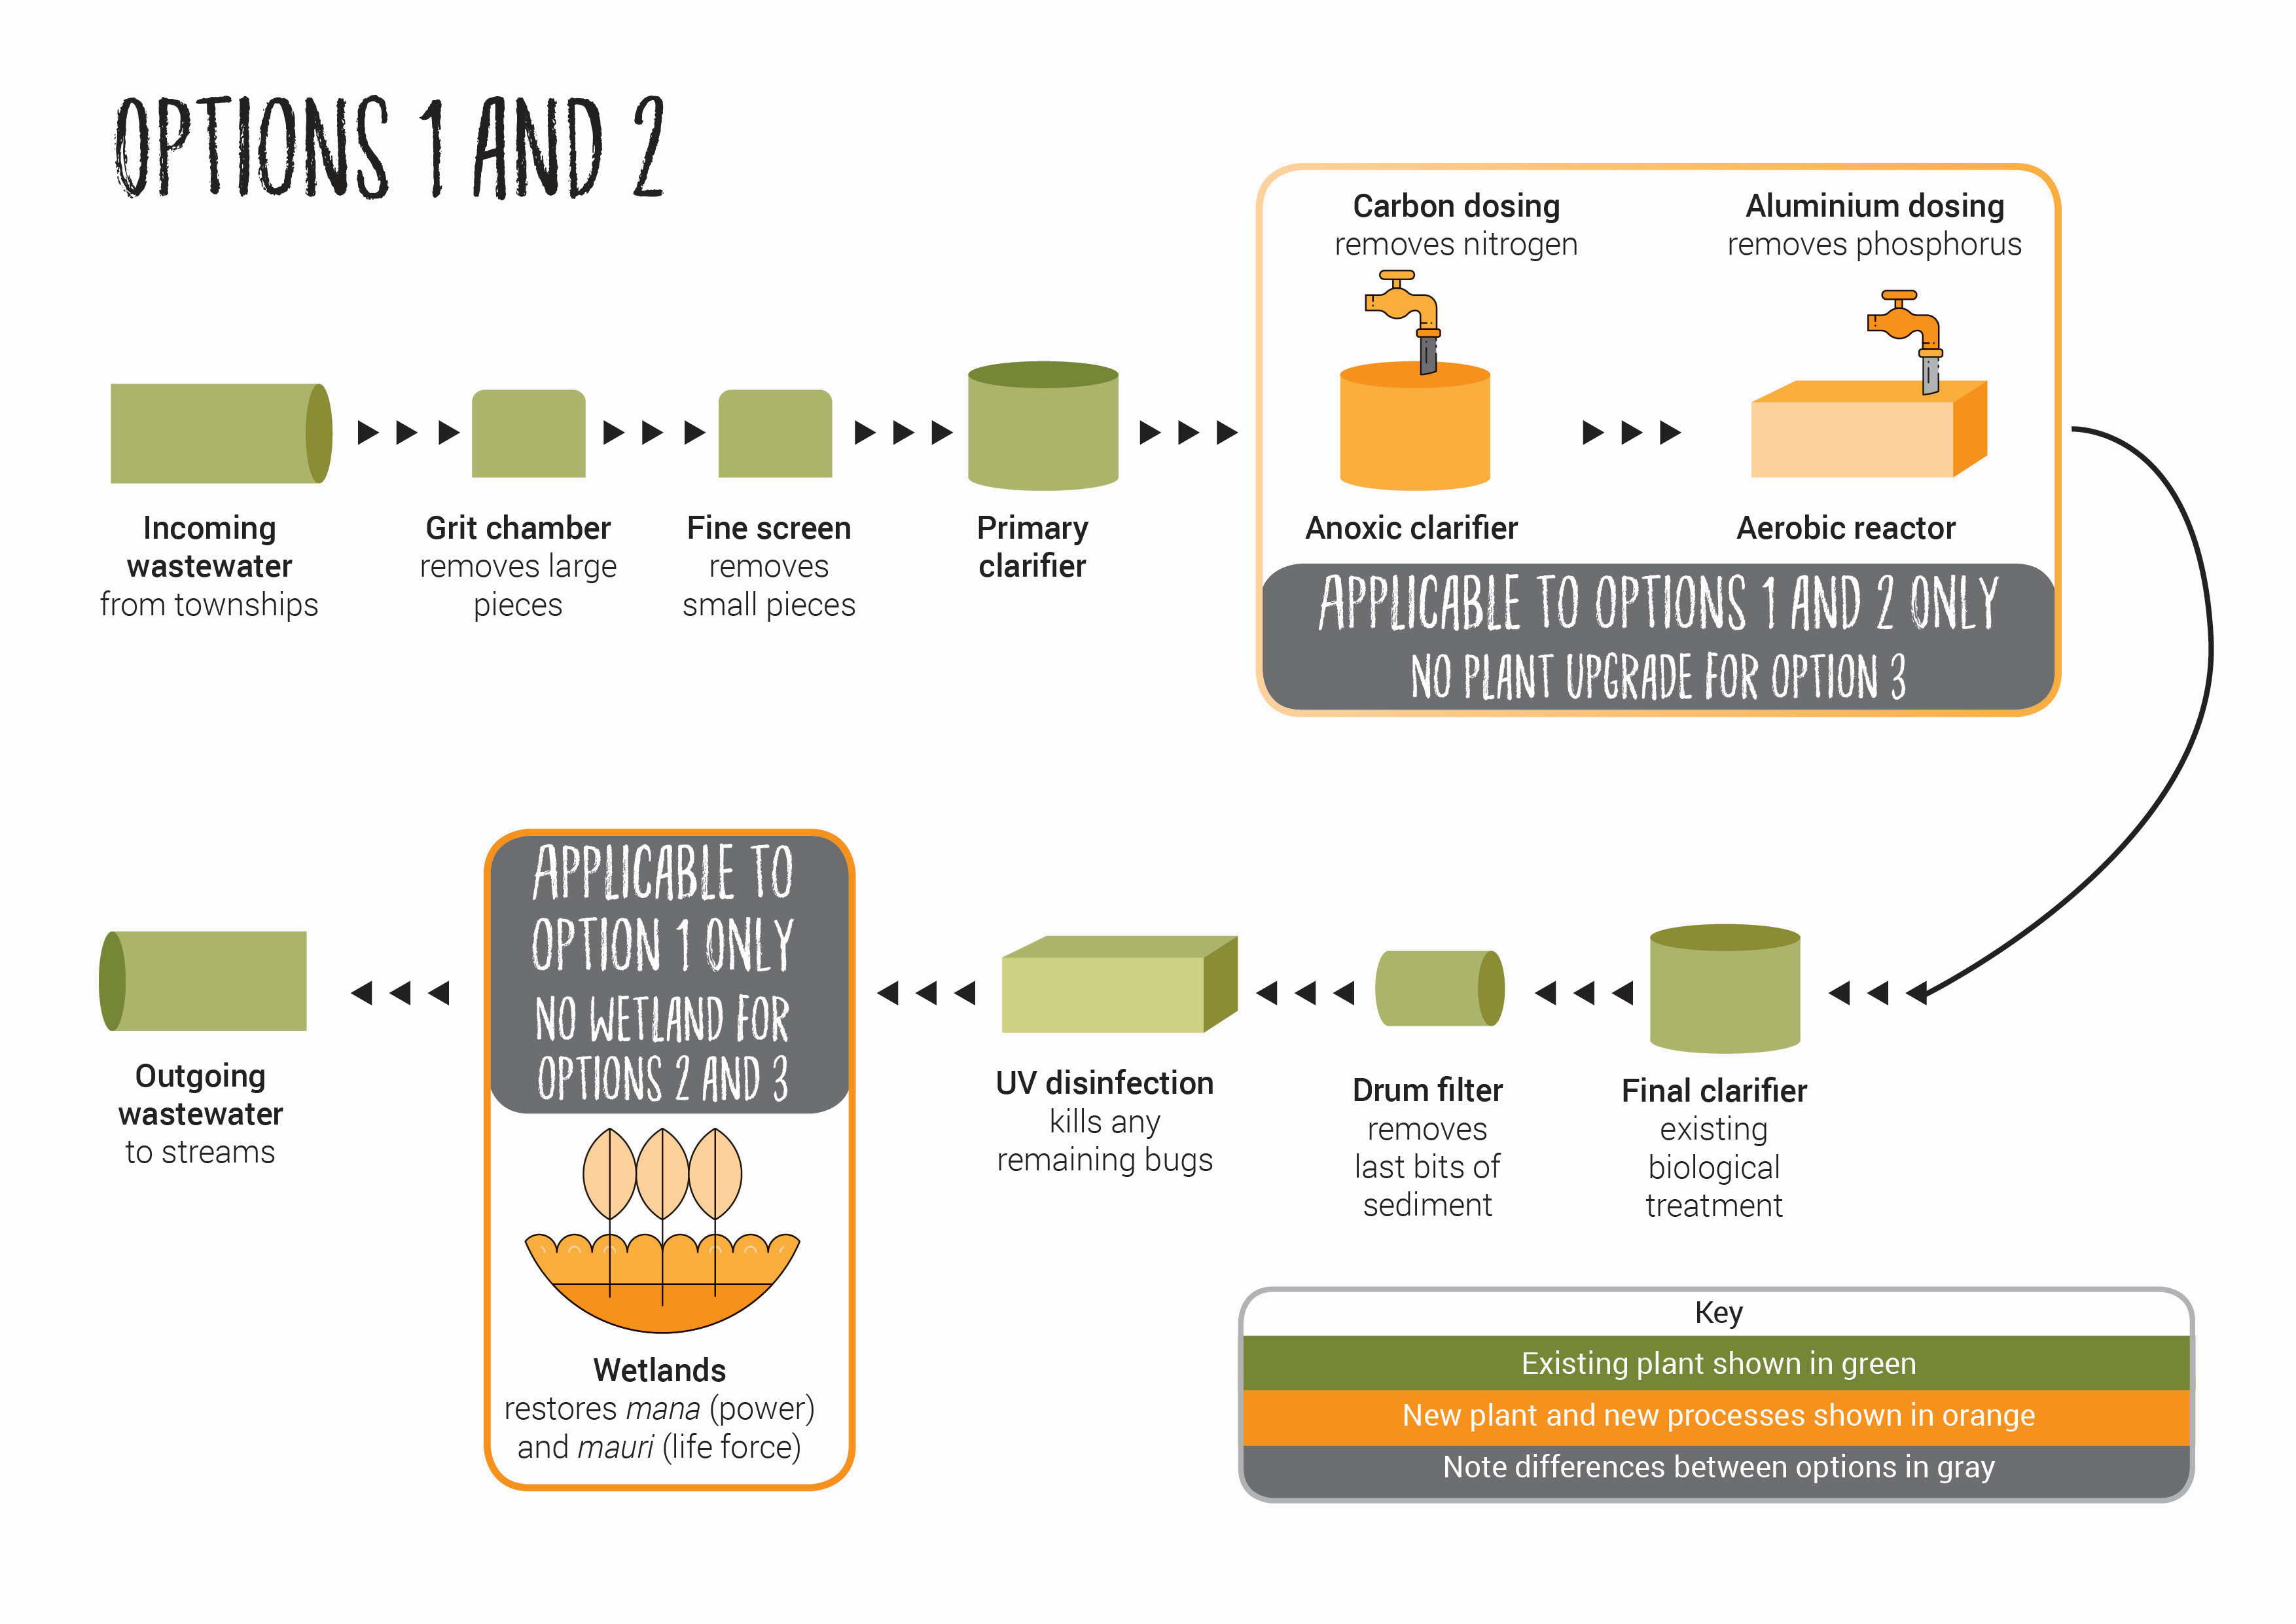 OPTIONS 1 AND 2
Carbon dosing
removes nitrogen
Aluminium dosing
removes phosphorus
Incoming
wastewater
from townships
Grit chamber
removes large
pieces
Fine screen
removes
small pieces
Primary
clarifier
Anoxic clarifier
Aerobic reactor
APPLICABLE TO OPTIONS 1 AND 2 ONLY
NO PLANT UPGRADE FOR OPTION 3
Outgoing
wastewater
to streams
APPLICABLE TO
OPTION 1 ONLY
NO WETLAND FOR
OPTIONS 2 AND 3
Wetlands
restores mana (power)
and mauri (life force)
UV disinfection
kills any
remaining bugs
Drum filter
removes
last bits of
sediment
Final clarifier
existing
biological
treatment
Key
Existing plant shown in green
New plant and new processes shown in orange
Note differences between options in gray